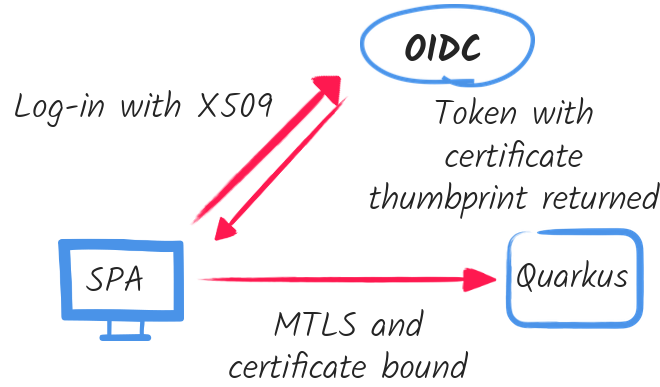 OIDC
Log-in with X509
Token with
certificate
thumbprint returned
SPA
Quarkus
MTLS and
certificate bound